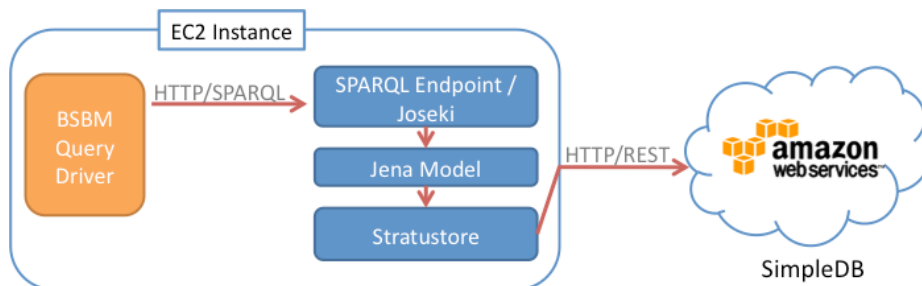 EC2 Instance
BSBM
Query
Driver
HTTP/SPARQL
SPARQL Endpoint /
Joseki
Jena Model
Stratustore
HTTP/REST
amazon
webservices
SimpleDB